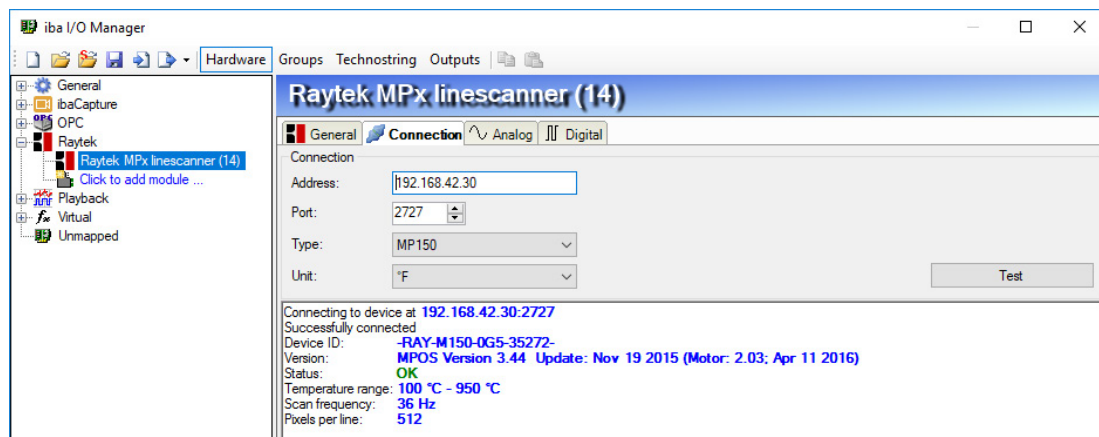 iba I/O Manager
Hardware Groups Technostring Outputs
General
ibaCapture
OPC
Raytek
Raytek MPx linescanner (14)
Click to add module ...
Playback
Virtual
Unmapped
Raytek MPx linescanner (14)
General Connection Analog Digital
Connection
Address: 192.168.42.30
Port: 2727
Type: MP150
Unit: °F
Test
Connecting to device at 192.168.42.30:2727
Successfully connected
Device ID: -RAY-M150-0G5-35272-
Version: MPOS Version 3.44 Update: Nov 19 2015 (Motor: 2.03; Apr 11 2016)
Status: OK
Temperature range: 100 °C - 950 °C
Scan frequency: 36 Hz
Pixels per line: 512